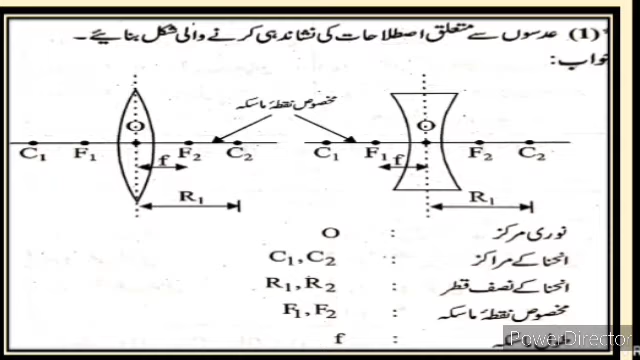 (1) عدسوں سے متعلق اصطلاحات کی نشاندہی کرنے والی شکل بنائیے۔
جواب:
مخصوص نقطۂ ماسکہ
O O
C₁ F₁ F₂ C₂ C₁ F₁ F₂ C₂
f f
R₁ R₁
نوری مرکز : O
انحنا کے مراکز : C₁,C₂
انحنا کے نصف قطر : R₁,R₂
مخصوص نقطۂ ماسکہ : F₁,F₂
ماسکہ : f
PowerDirector